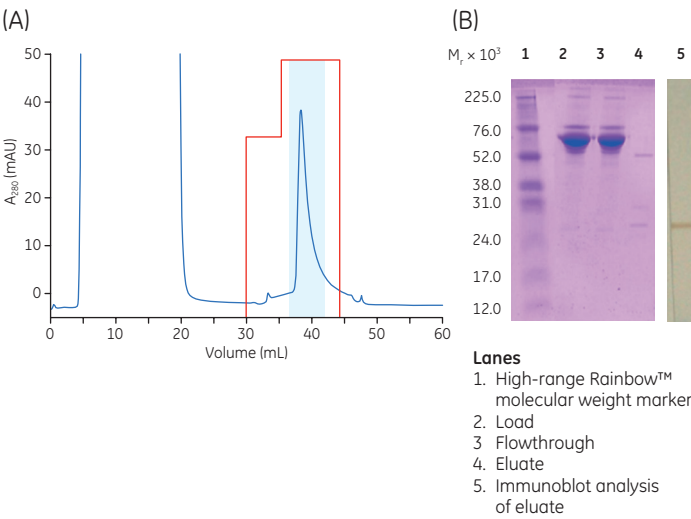 (A)
50
40
30
20
10
0
A280 (mAU)
0 10 20 30 40 50 60
Volume (mL)
(B)
Mr × 10³ 1 2 3 4 5
225.0
76.0
52.0
38.0
31.0
24.0
17.0
12.0
Lanes
1. High-range Rainbow™
molecular weight marker
2. Load
3 Flowthrough
4. Eluate
5. Immunoblot analysis
of eluate